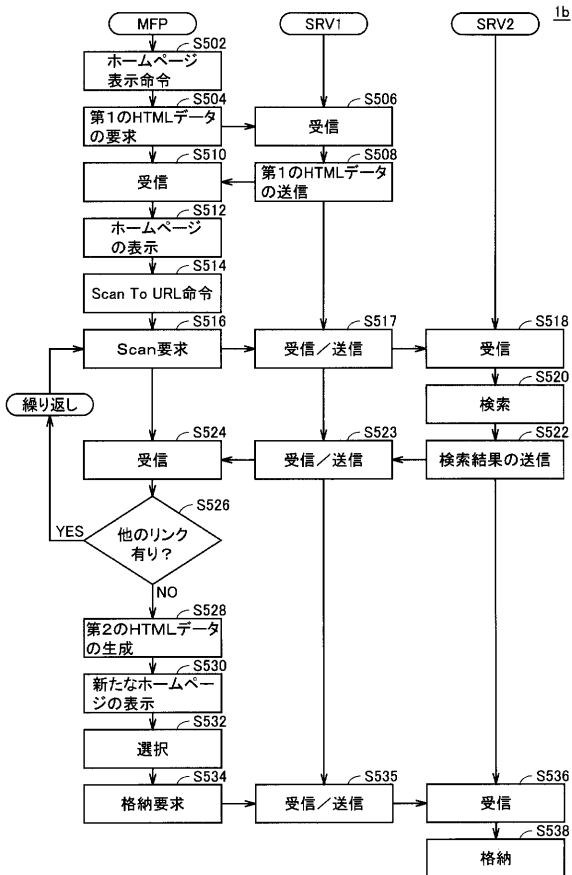 1b
MFP
SRV1
SRV2
S502
ホームページ
表示命令
S504
第1のHTMLデータ
の要求
S506
受信
S508
第1のHTMLデータ
の送信
S510
受信
S512
ホームページ
の表示
S514
Scan To URL命令
S516
Scan要求
S517
受信/送信
S518
受信
S520
検索
S522
検索結果の送信
S523
受信/送信
S524
受信
繰り返し
S526
他のリンク
有り?
YES
NO
S528
第2のHTMLデータ
の生成
S530
新たなホームペー
ジの表示
S532
選択
S534
格納要求
S535
受信/送信
S536
受信
S538
格納